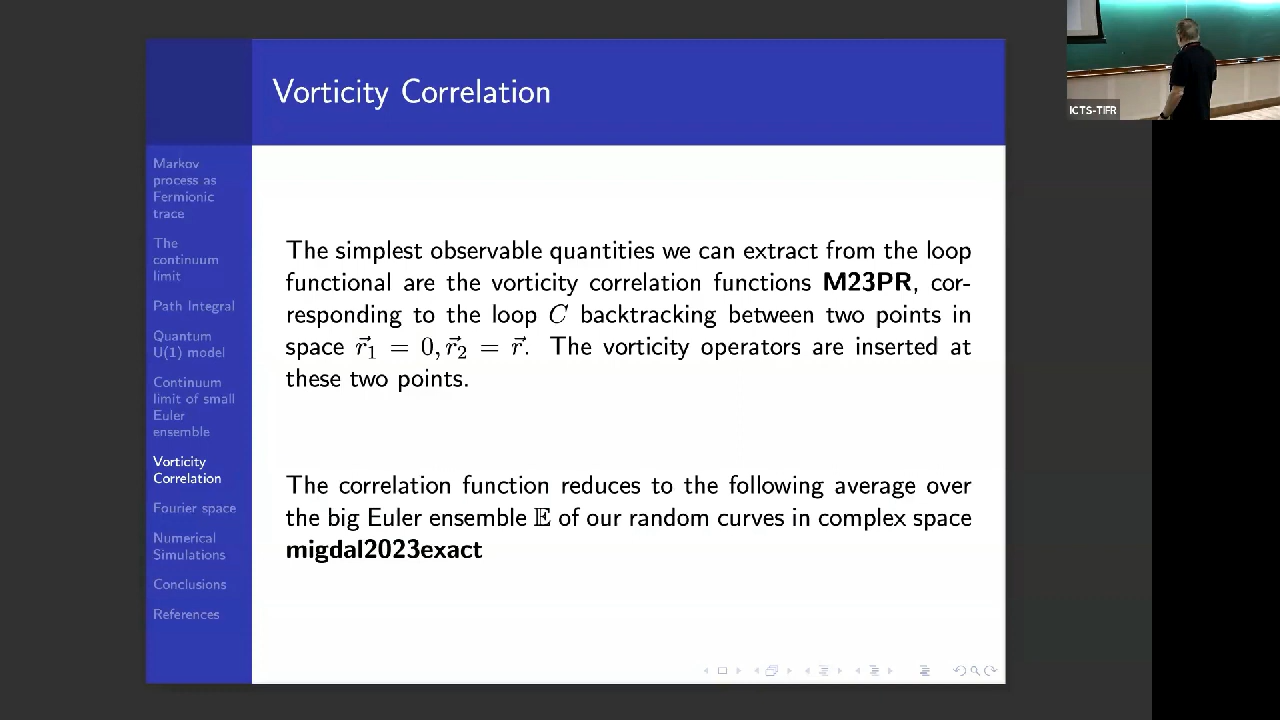 Vorticity Correlation
ICTS-TIFR
Markov
process as
Fermionic
trace
The
continuum
limit
Path Integral
Quantum
U(1) model
Continuum
limit of small
Euler
ensemble
Vorticity
Correlation
Fourier space
Numerical
Simulations
Conclusions
References
The simplest observable quantities we can extract from the loop
functional are the vorticity correlation functions M23PR, cor-
responding to the loop C backtracking between two points in
space r⃗₁ = 0, r⃗₂ = r⃗. The vorticity operators are inserted at
these two points.
The correlation function reduces to the following average over
the big Euler ensemble 𝔼 of our random curves in complex space
migdal2023exact